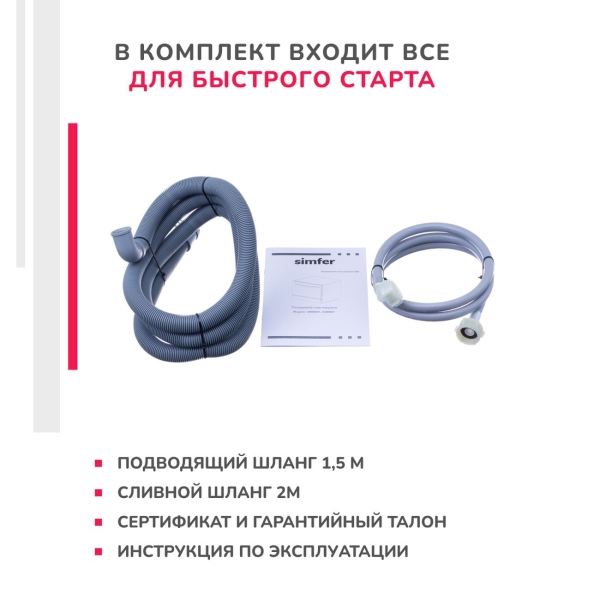 В КОМПЛЕКТ ВХОДИТ ВСЕ
ДЛЯ БЫСТРОГО СТАРТА
simfer
ПОДВОДЯЩИЙ ШЛАНГ 1,5 М
СЛИВНОЙ ШЛАНГ 2М
СЕРТИФИКАТ И ГАРАНТИЙНЫЙ ТАЛОН
ИНСТРУКЦИЯ ПО ЭКСПЛУАТАЦИИ